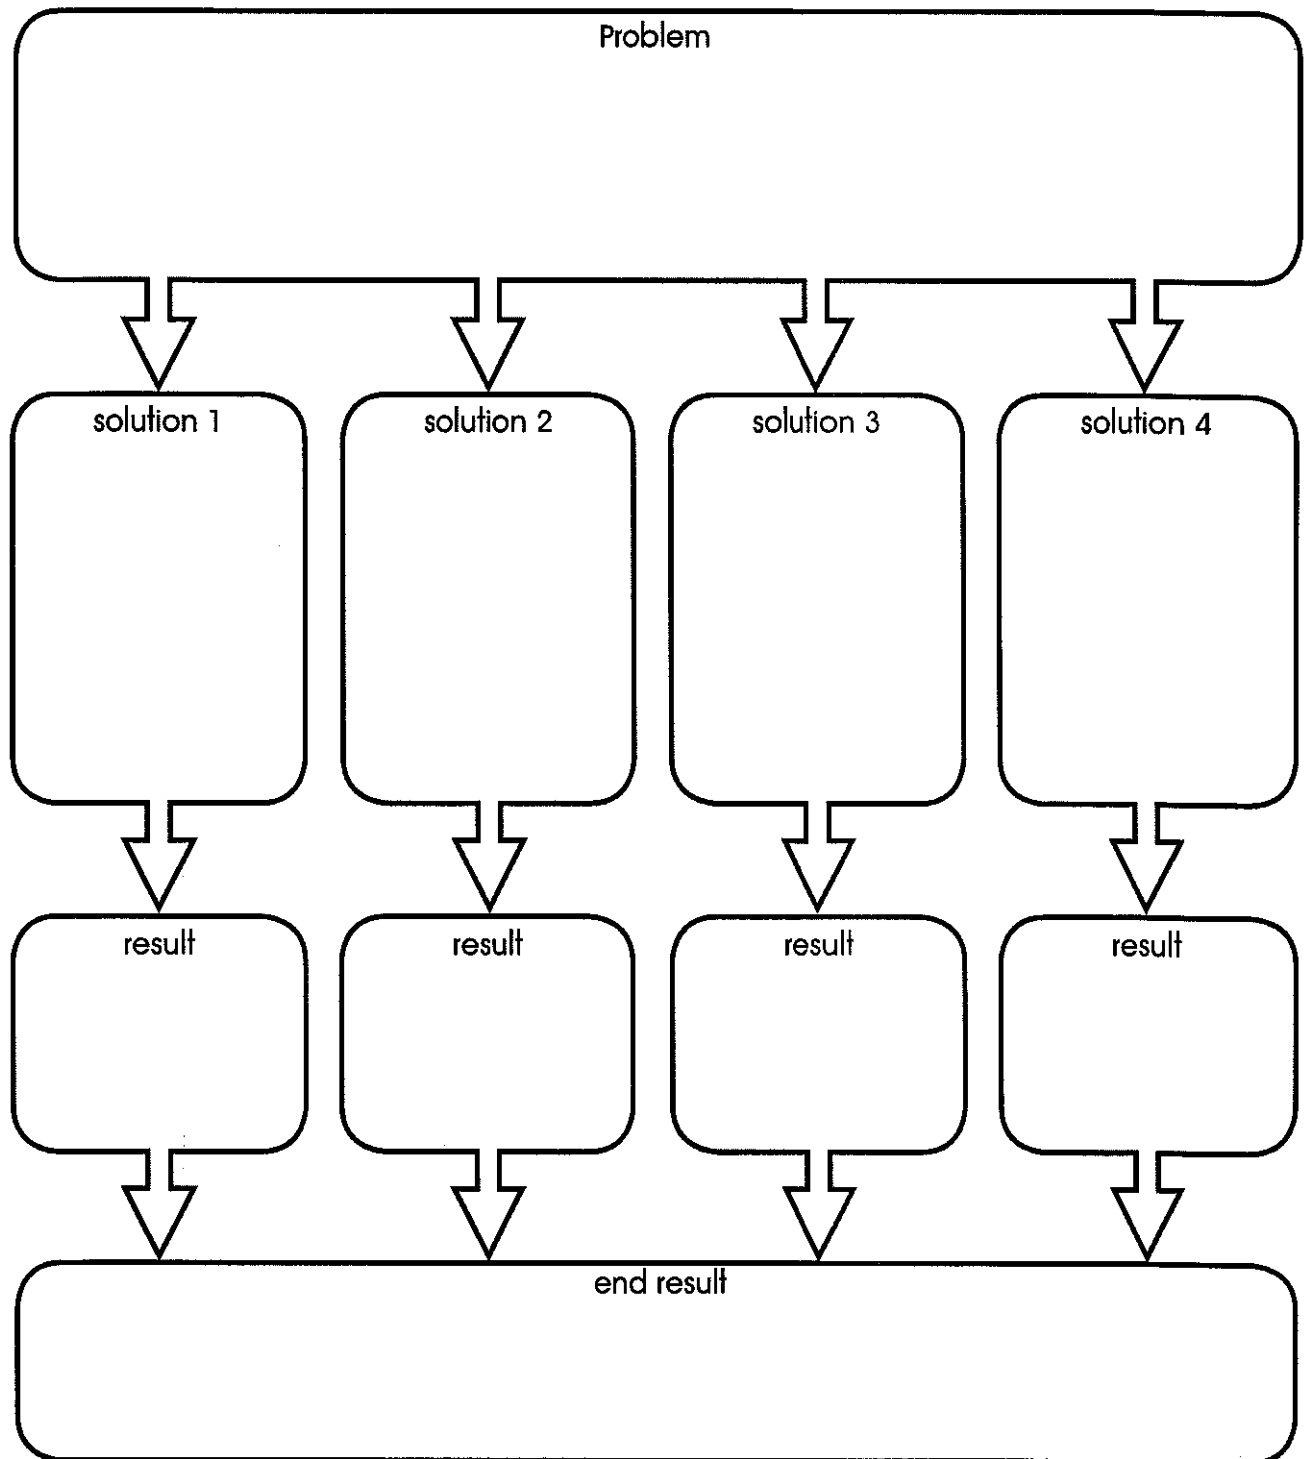 Problem
solution 1
solution 2
solution 3
solution 4
result
result
result
result
end result